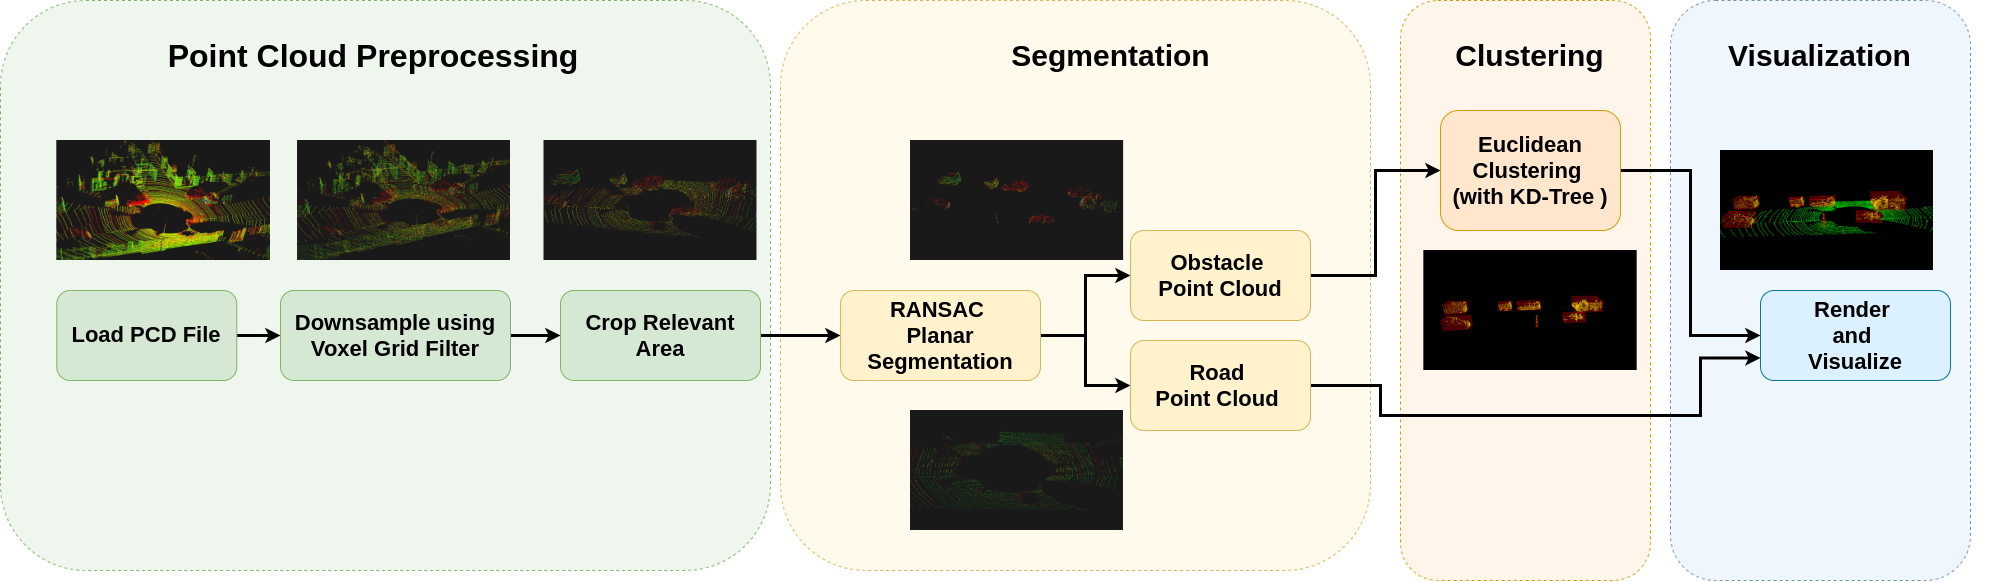 Point Cloud Preprocessing
Load PCD File
Downsample using
Voxel Grid Filter
Crop Relevant
Area
Segmentation
RANSAC
Planar
Segmentation
Obstacle
Point Cloud
Road
Point Cloud
Clustering
Euclidean
Clustering
(with KD-Tree )
Visualization
Render
and
Visualize